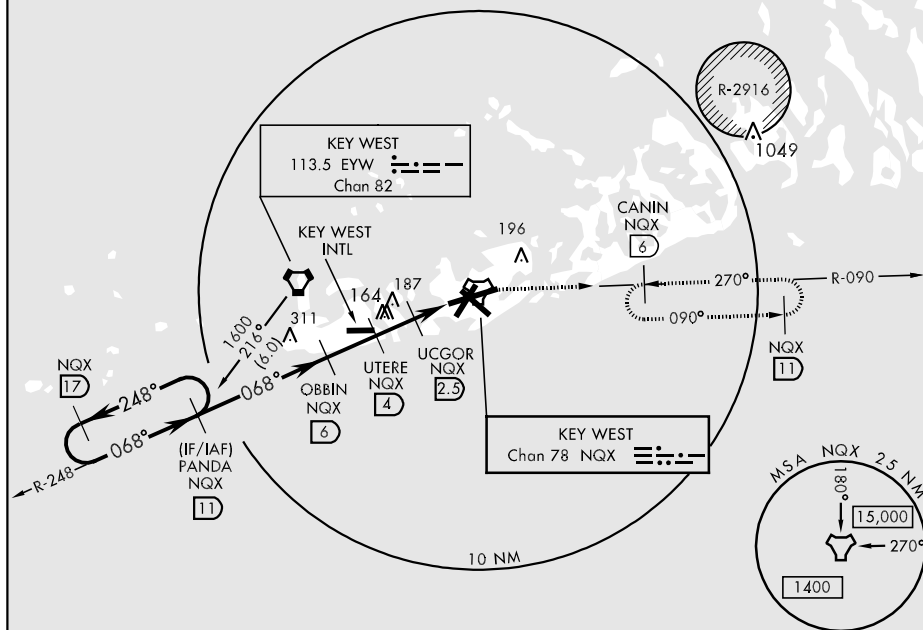 R-2916
1049
KEY WEST
113.5 EYW
Chan 82
KEY WEST
INTL
196
CANIN
NQX
6
270°
R-090
090°
NQX
11
187
164
311
1600
216°
(6.0)
NQX
17
248°
068°
068°
R-248
(IF/IAF)
PANDA
NQX
11
OBBIN
NQX
6
UTERE
NQX
4
UCGOR
NQX
2.5
KEY WEST
Chan 78 NQX
10 NM
MSA NQX 25 NM
180°
15,000
270°
1400